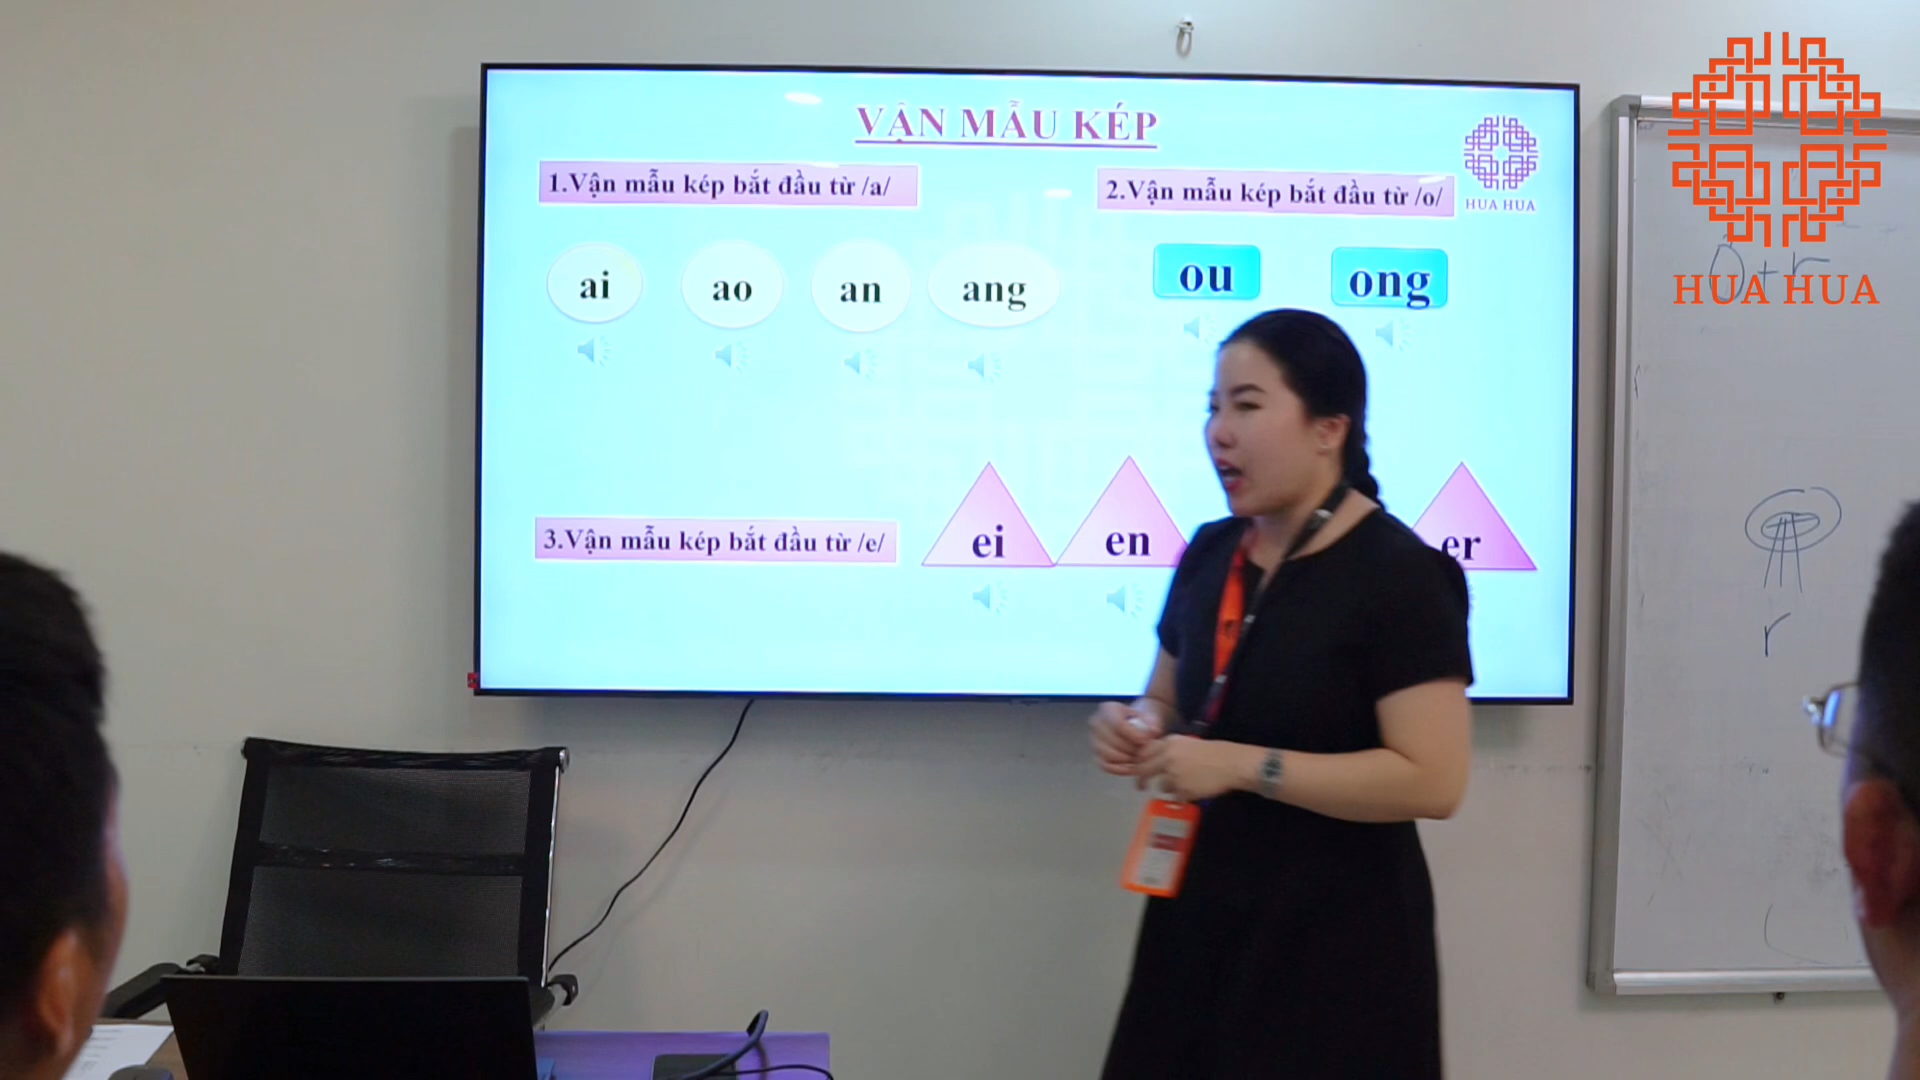 VẬN MẪU KÉP
1.Vận mẫu kép bắt đầu từ /a/
2.Vận mẫu kép bắt đầu từ /o/
HUA HUA
ai ao an ang
ou ong
3.Vận mẫu kép bắt đầu từ /e/
ei en er
HUA HUA
r